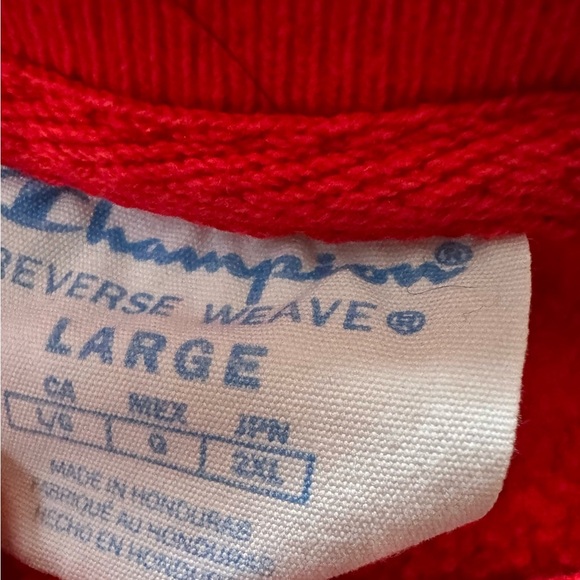 Champion®
REVERSE WEAVE®
LARGE
CA MEX JPN
L/G G 2XL
MADE IN HONDURAS
FABRIQUÉ AU HONDURAS
HECHO EN HONDURAS